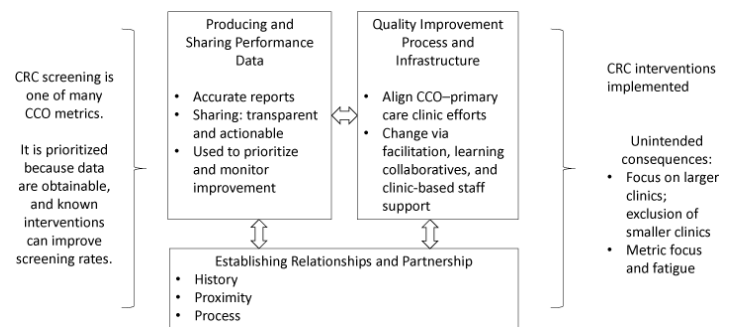 CRC screening is
one of many
CCO metrics.
It is prioritized
because data
are obtainable,
and known
interventions
can improve
screening rates.
Producing and
Sharing Performance
Data
• Accurate reports
• Sharing: transparent
and actionable
• Used to prioritize
and monitor
improvement
Quality Improvement
Process and
Infrastructure
• Align CCO–primary
care clinic efforts
• Change via
facilitation, learning
collaboratives, and
clinic-based staff
support
Establishing Relationships and Partnership
• History
• Proximity
• Process
CRC interventions
implemented
Unintended
consequences:
• Focus on larger
clinics;
exclusion of
smaller clinics
• Metric focus
and fatigue